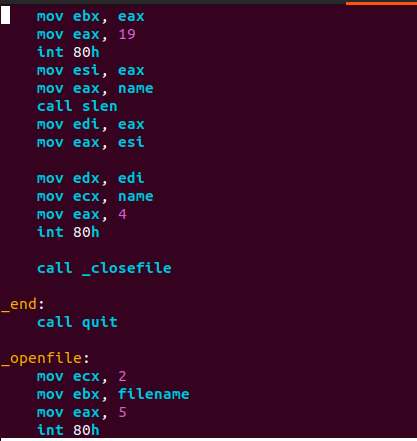 mov ebx, eax
mov eax, 19
int 80h
mov esi, eax
mov eax, name
call slen
mov edi, eax
mov eax, esi
mov edx, edi
mov ecx, name
mov eax, 4
int 80h
call _closefile
_end:
call quit
_openfile:
mov ecx, 2
mov ebx, filename
mov eax, 5
int 80h